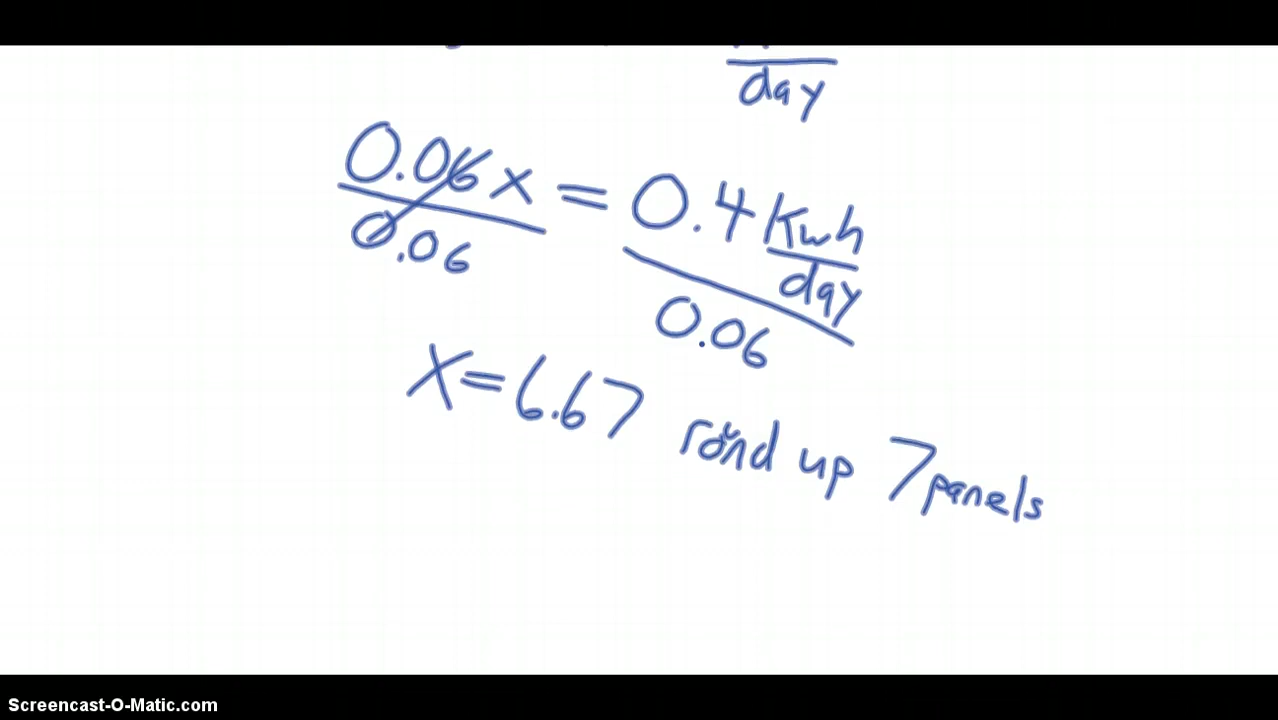 day
0.06x = 0.4 Kwh
day
0.06
0.06
X=6.67 rond up 7 panels
Screencast-O-Matic.com